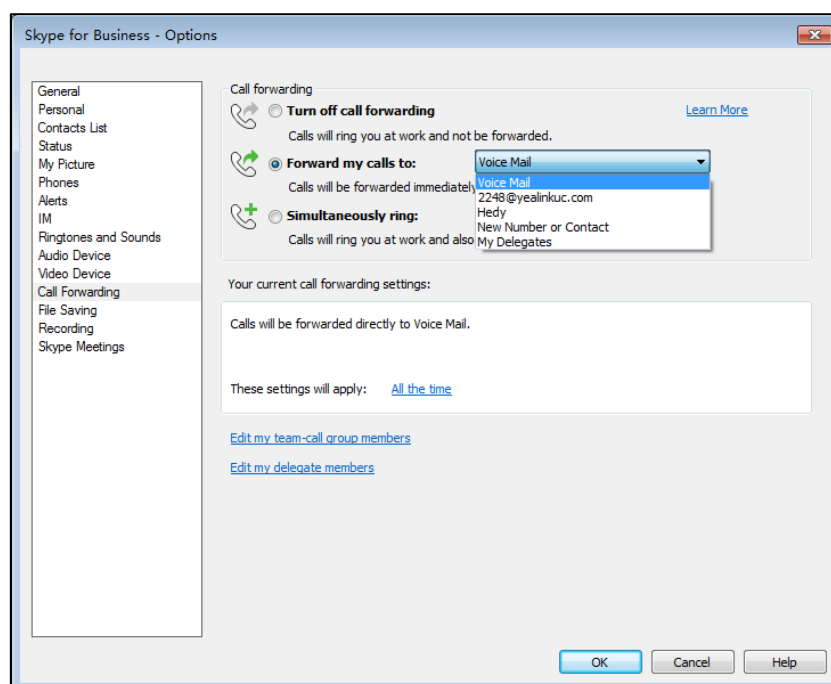 Skype for Business - Options
General
Personal
Contacts List
Status
My Picture
Phones
Alerts
IM
Ringtones and Sounds
Audio Device
Video Device
Call Forwarding
File Saving
Recording
Skype Meetings
Call forwarding
Turn off call forwarding
Learn More
Calls will ring you at work and not be forwarded.
Forward my calls to:
Voice Mail
Calls will be forwarded immediately
Voice Mail
2248@yealinkuc.com
Hedy
New Number or Contact
My Delegates
Simultaneously ring:
Calls will ring you at work and also
Your current call forwarding settings:
Calls will be forwarded directly to Voice Mail.
These settings will apply: All the time
Edit my team-call group members
Edit my delegate members
OK
Cancel
Help